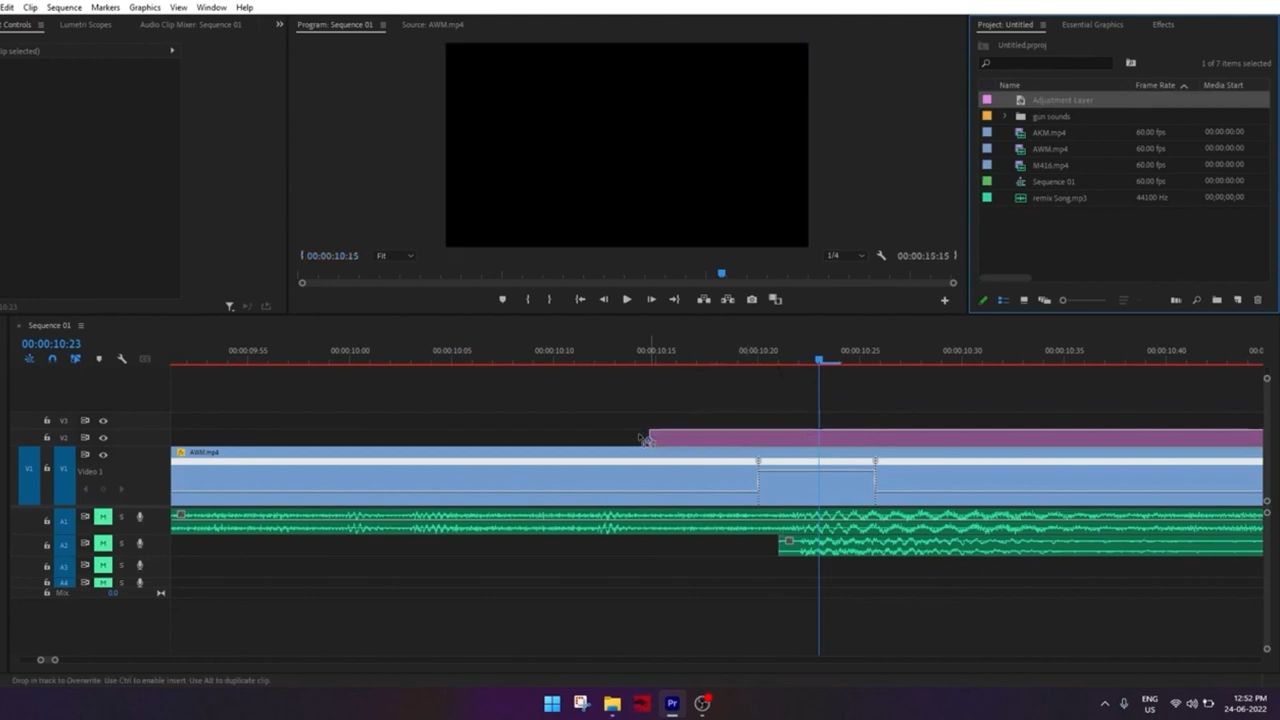 Edit Clip Sequence Markers Graphics View Window Help
t Controls Lumetri Scopes Audio Clip Mixer: Sequence 01 Program: Sequence 01 Source: AWM.mp4 Project: Untitled Essential Graphics Effects
ip selected)
Untitled.prproj
1 of 7 items selected
Name Frame Rate Media Start
Adjustment Layer
gun sounds
AKM.mp4 60.00 fps 00:00:00:00
AWM.mp4 60.00 fps 00:00:00:00
M416.mp4 60.00 fps 00:00:00:00
Sequence 01 60.00 fps 00:00:00:00
remix Song.mp3 44100 Hz 00;00;00;00
00:00:10:15 Fit 1/4 00:00:15:15
10:23
Sequence 01
00:00:10:23
00:00:09:55 00:00:10:00 00:00:10:05 00:00:10:10 00:00:10:15 00:00:10:20 00:00:10:25 00:00:10:30 00:00:10:35 00:00:10:40 00:0
V3
V2
AWM.mp4
V1 V1 Video 1
A1 M S
A2 M S
A3 M S
A4 M S
Mix 0.0
Drop in track to Overwrite. Use Ctrl to enable Insert. Use Alt to duplicate clip.
Pr
ENG
US
12:52 PM
24-06-2022